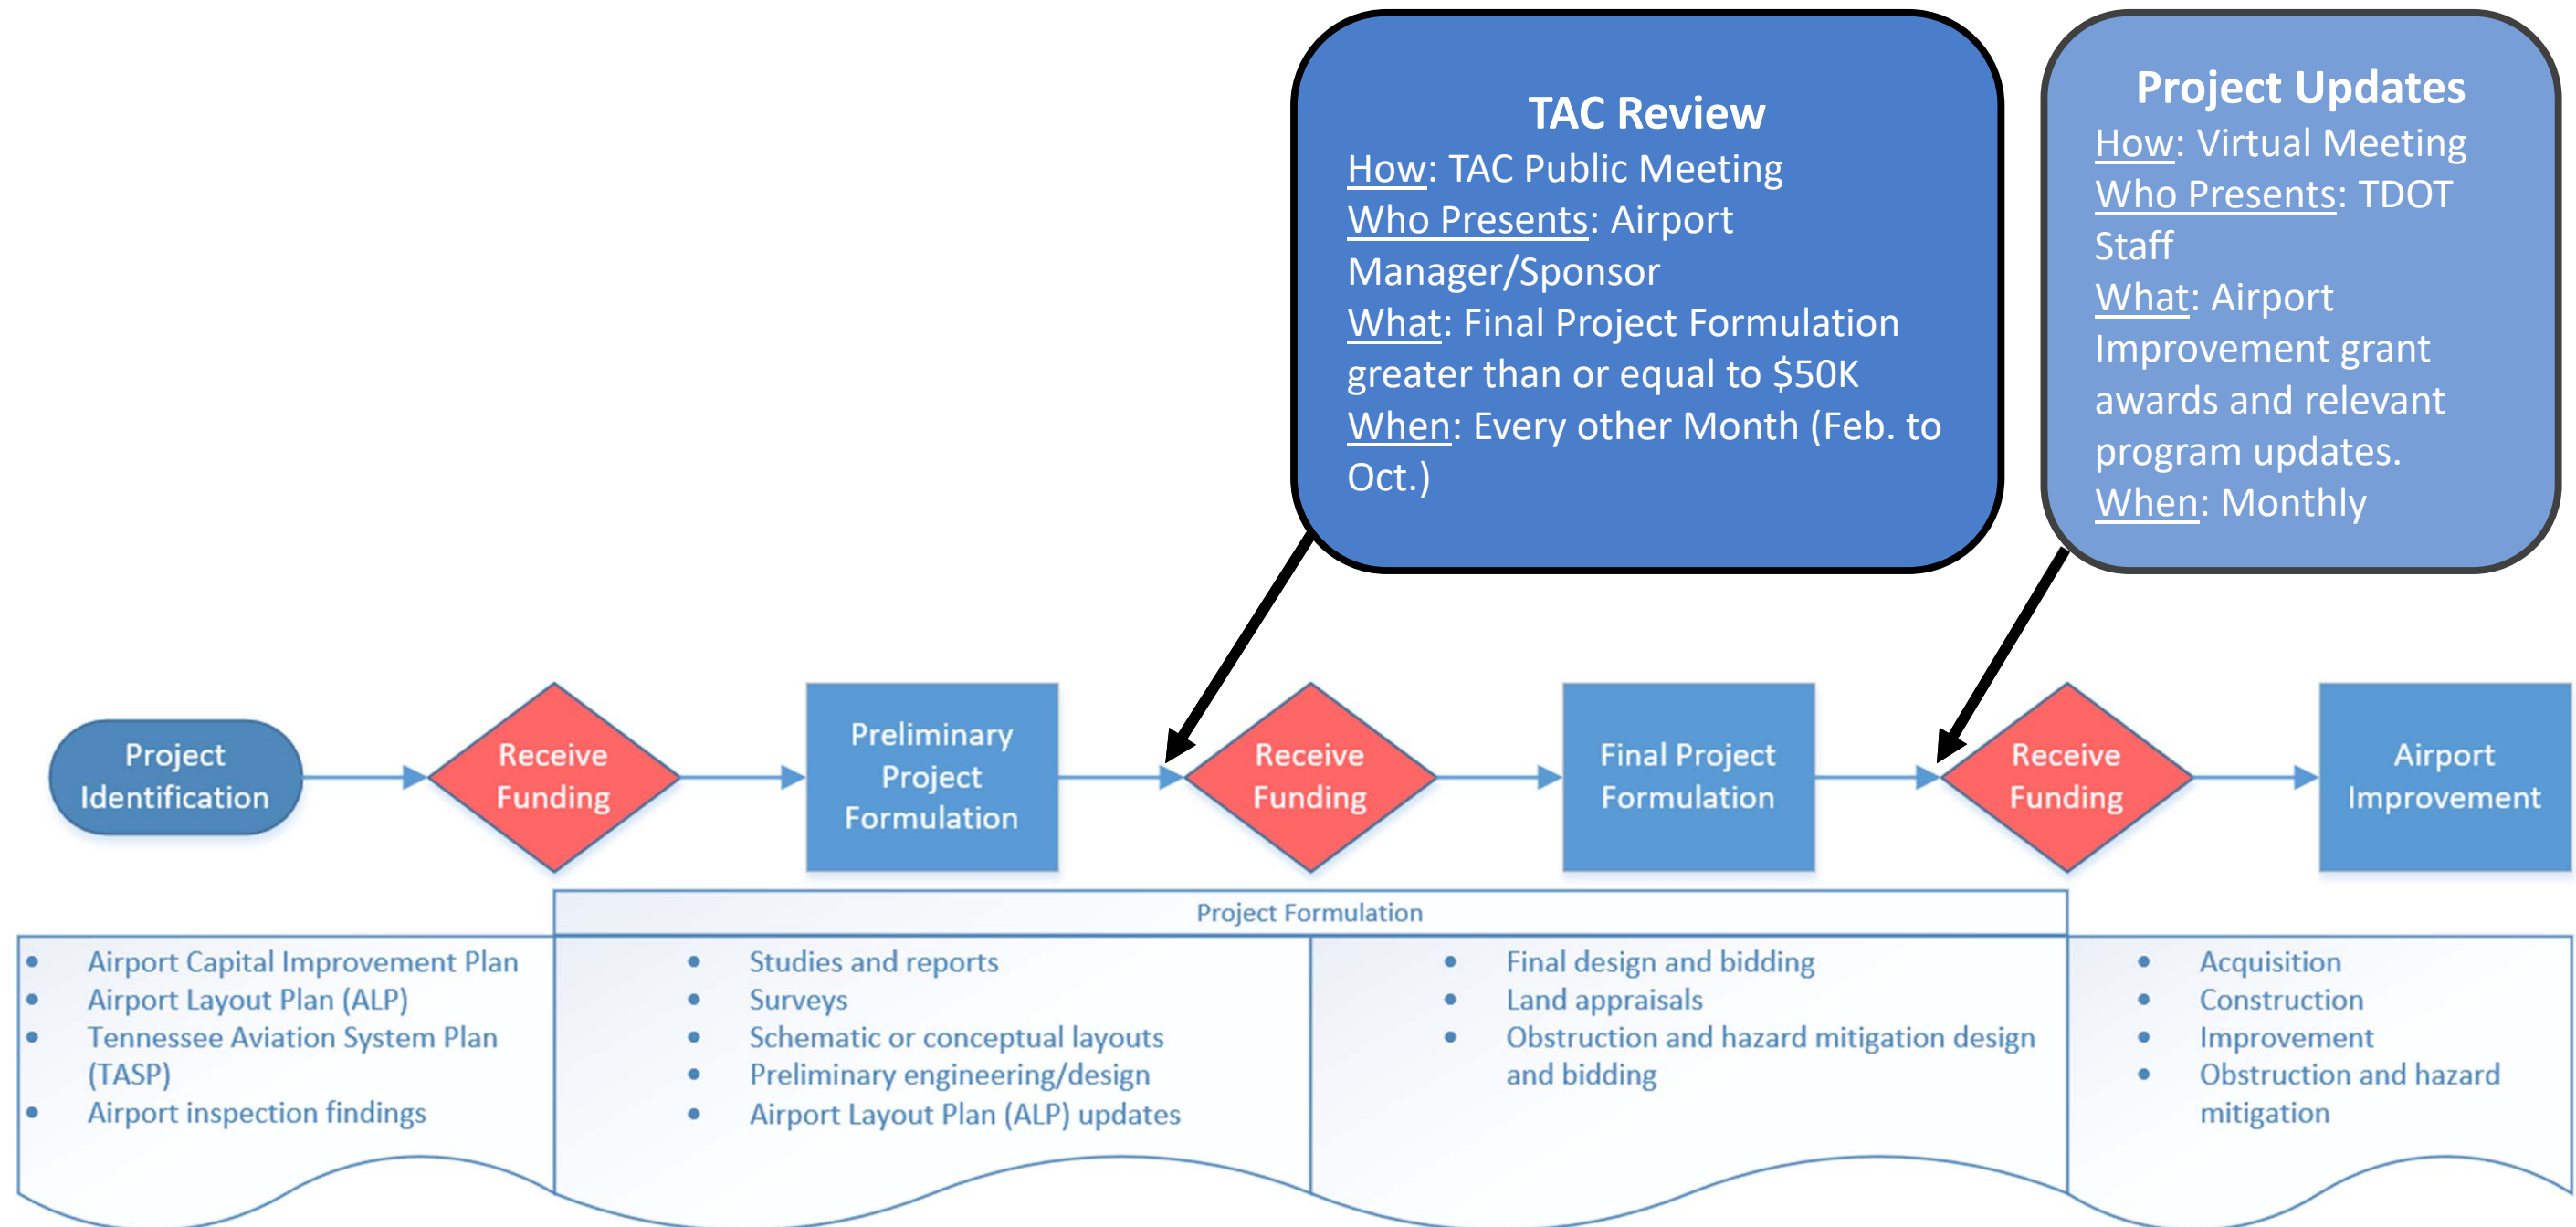 TAC Review
How: TAC Public Meeting
Who Presents: Airport
Manager/Sponsor
What: Final Project Formulation
greater than or equal to $50K
When: Every other Month (Feb. to
Oct.)
Project Updates
How: Virtual Meeting
Who Presents: TDOT
Staff
What: Airport
Improvement grant
awards and relevant
program updates.
When: Monthly
Project
Identification
Receive
Funding
Preliminary
Project
Formulation
Receive
Funding
Final Project
Formulation
Receive
Funding
Airport
Improvement
Project Formulation
• Airport Capital Improvement Plan
• Airport Layout Plan (ALP)
• Tennessee Aviation System Plan
(TASP)
• Airport inspection findings
• Studies and reports
• Surveys
• Schematic or conceptual layouts
• Preliminary engineering/design
• Airport Layout Plan (ALP) updates
• Final design and bidding
• Land appraisals
• Obstruction and hazard mitigation design
and bidding
• Acquisition
• Construction
• Improvement
• Obstruction and hazard
mitigation